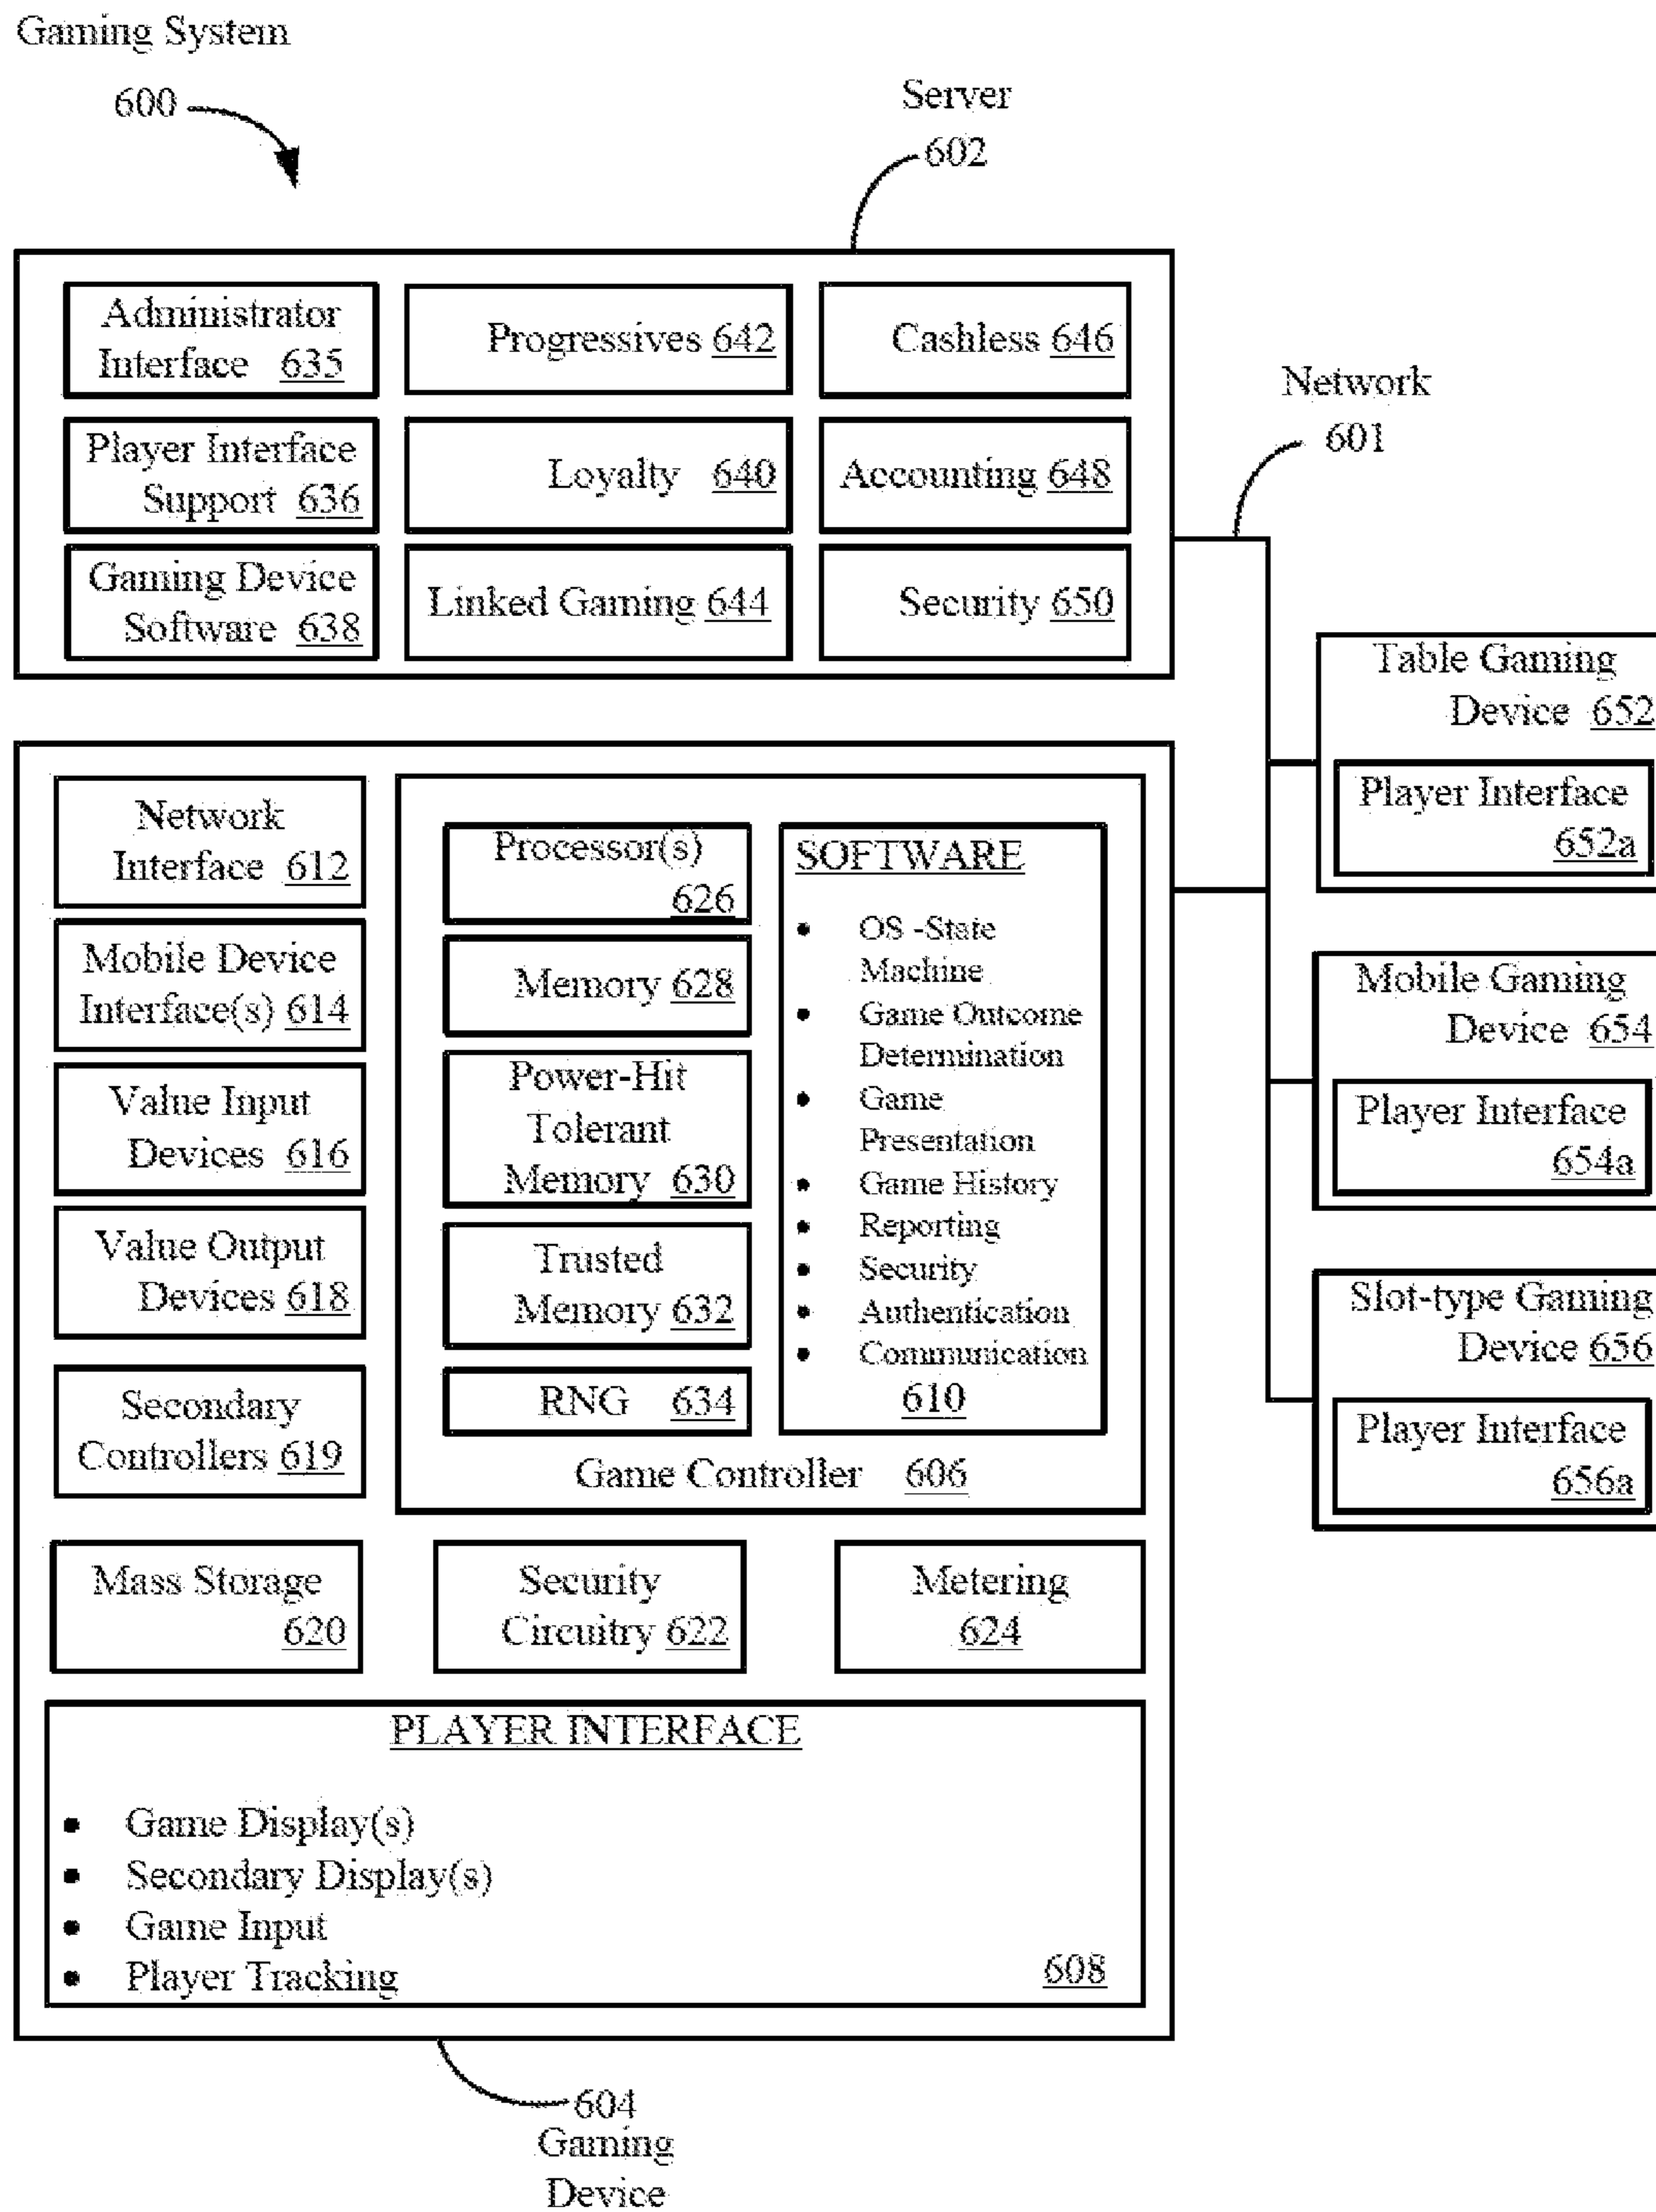 Gaming System
600
Server
602
Administrator
Interface 635
Progressives 642
Cashless 646
Player Interface
Support 636
Loyalty 640
Accounting 648
Gaming Device
Software 638
Linked Gaming 644
Security 650
Network
601
Table Gaming
Device 652
Player Interface
652a
Mobile Gaming
Device 654
Player Interface
654a
Slot-type Gaming
Device 656
Player Interface
656a
Network
Interface 612
Mobile Device
Interface(s) 614
Value Input
Devices 616
Value Output
Devices 618
Secondary
Controllers 619
Processor(s)
626
Memory 628
Power-Hit
Tolerant
Memory 630
Trusted
Memory 632
RNG 634
SOFTWARE
• OS -State
Machine
• Game Outcome
Determination
• Game
Presentation
• Game History
• Reporting
• Security
• Authentication
• Communication
610
Game Controller 606
Mass Storage
620
Security
Circuitry 622
Metering
624
PLAYER INTERFACE
• Game Display(s)
• Secondary Display(s)
• Game Input
• Player Tracking
608
604
Gaming
Device